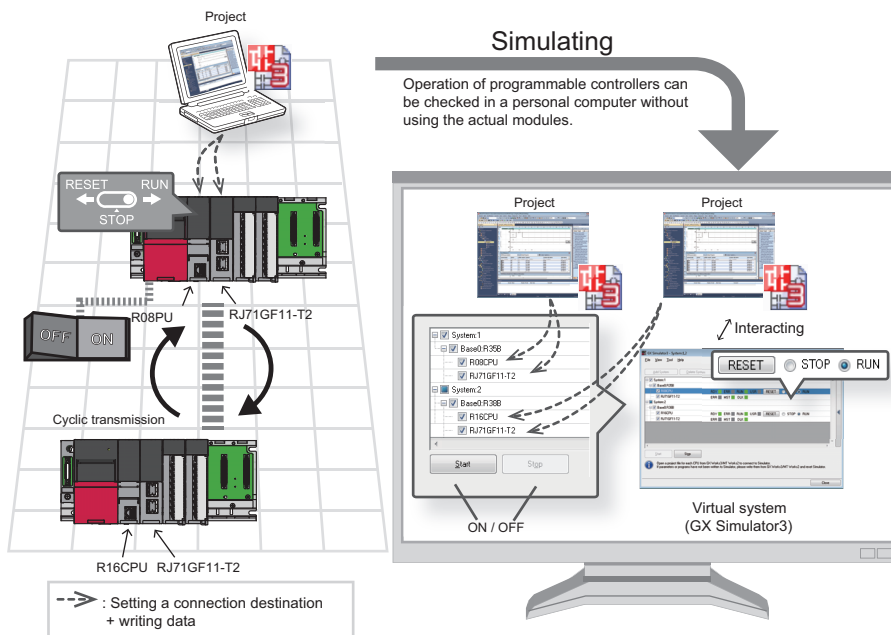 Project
Simulating
Operation of programmable controllers can
be checked in a personal computer without
using the actual modules.
RESET RUN
STOP
R08PU
RJ71GF11-T2
OFF ON
Cyclic transmission
R16CPU RJ71GF11-T2
: Setting a connection destination
+ writing data
Project
Project
System:1
Base0:R35B
R08CPU
RJ71GF11-T2
System:2
Base0:R38B
R16CPU
RJ71GF11-T2
Start Stop
ON / OFF
Interacting
RESET STOP RUN
Close
Virtual system
(GX Simulator3)